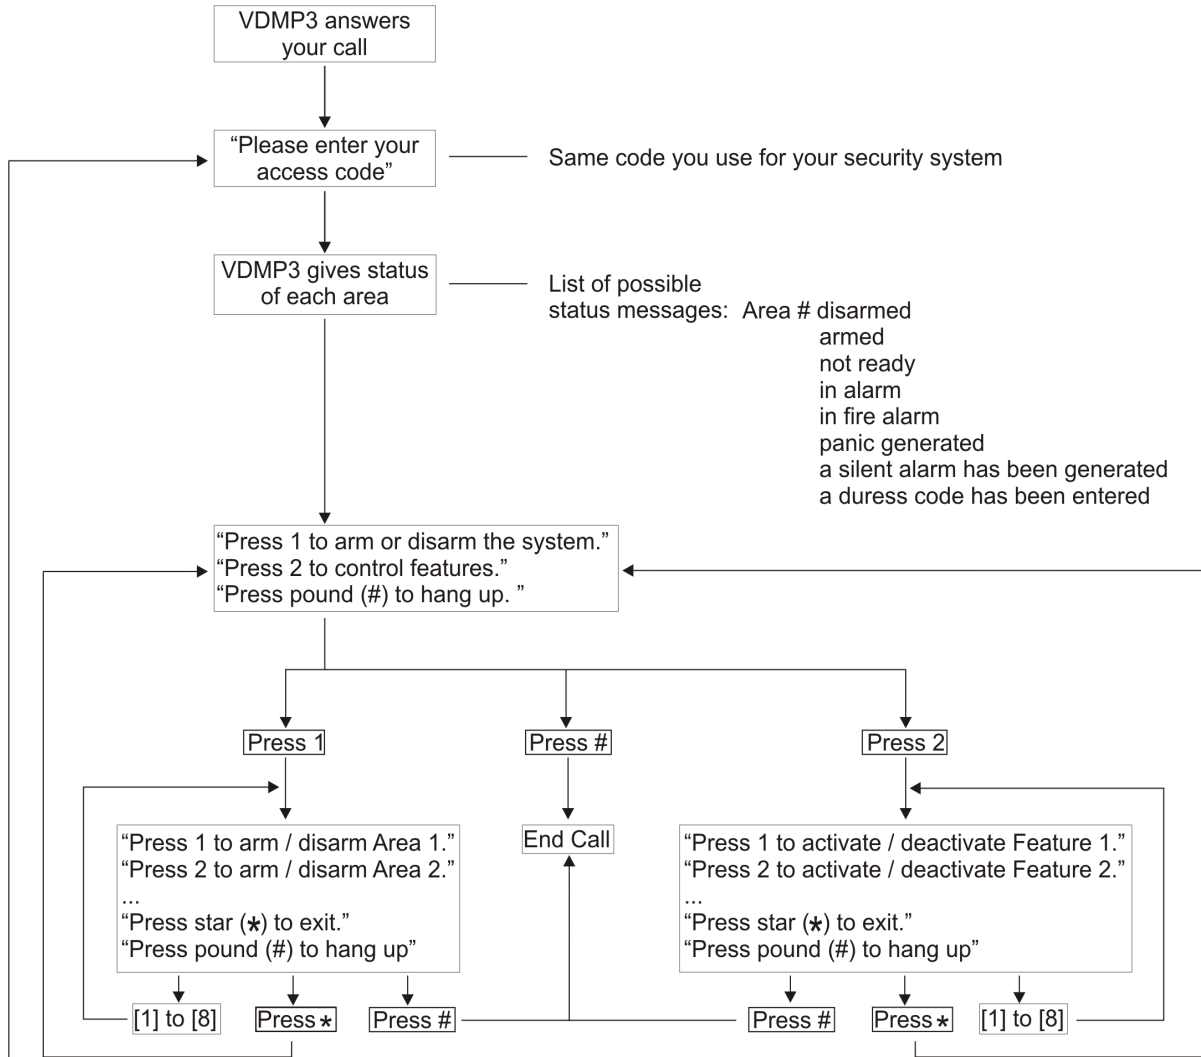 VDMP3 answers
your call
“Please enter your
access code”
Same code you use for your security system
VDMP3 gives status
of each area
List of possible
status messages: Area # disarmed
armed
not ready
in alarm
in fire alarm
panic generated
a silent alarm has been generated
a duress code has been entered
“Press 1 to arm or disarm the system.”
“Press 2 to control features.”
“Press pound (#) to hang up. ”
Press 1
Press #
Press 2
“Press 1 to arm / disarm Area 1.”
“Press 2 to arm / disarm Area 2.”
...
“Press star (*) to exit.”
“Press pound (#) to hang up”
End Call
“Press 1 to activate / deactivate Feature 1.”
“Press 2 to activate / deactivate Feature 2.”
...
“Press star (*) to exit.”
“Press pound (#) to hang up”
[1] to [8]
Press *
Press #
Press #
Press *
[1] to [8]